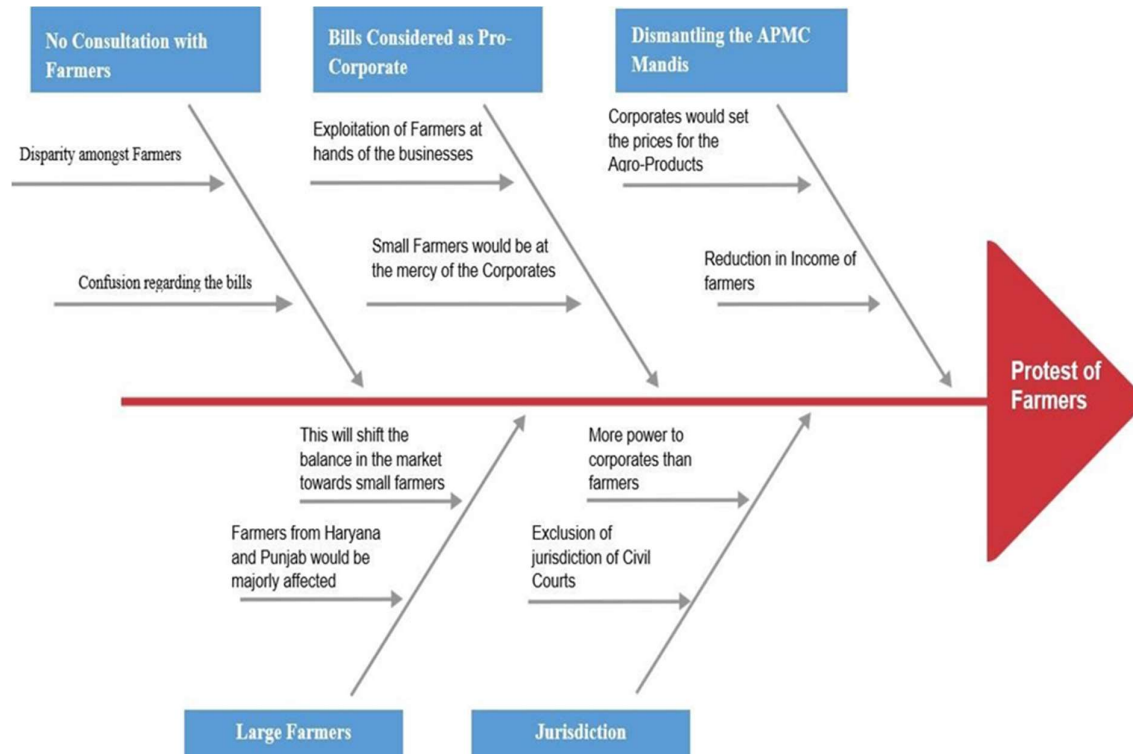 No Consultation with
Farmers
Bills Considered as Pro-
Corporate
Dismantling the APMC
Mandis
Disparity amongst Farmers
Confusion regarding the bills
Exploitation of Farmers at
hands of the businesses
Small Farmers would be at
the mercy of the Corporates
Corporates would set
the prices for the
Agro-Products
Reduction in Income of
farmers
Protest of
Farmers
This will shift the
balance in the market
towards small farmers
Farmers from Haryana
and Punjab would be
majorly affected
More power to
corporates than
farmers
Exclusion of
jurisdiction of Civil
Courts
Large Farmers
Jurisdiction